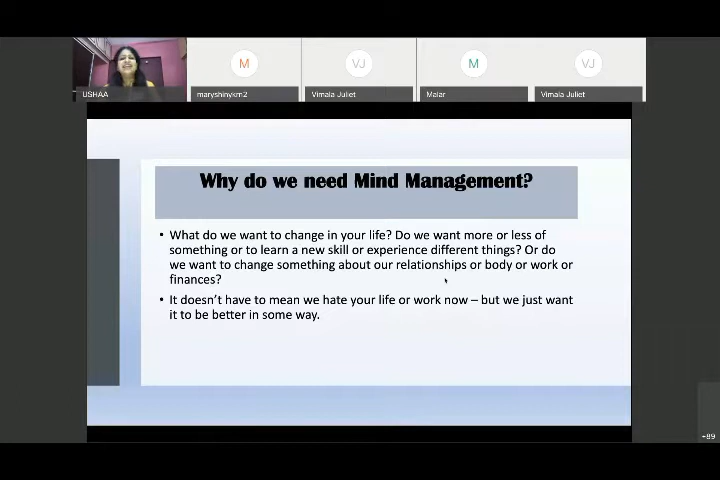 M
VJ
M
VJ
USHAA
maryshinykm2
Vimala Juliet
Malar
Vimala Juliet
Why do we need Mind Management?
• What do we want to change in your life? Do we want more or less of
something or to learn a new skill or experience different things? Or do
we want to change something about our relationships or body or work or
finances?
• It doesn't have to mean we hate your life or work now – but we just want
it to be better in some way.
+89